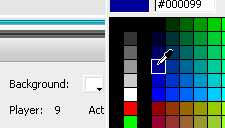 #000099
Background:
Player: 9 Act